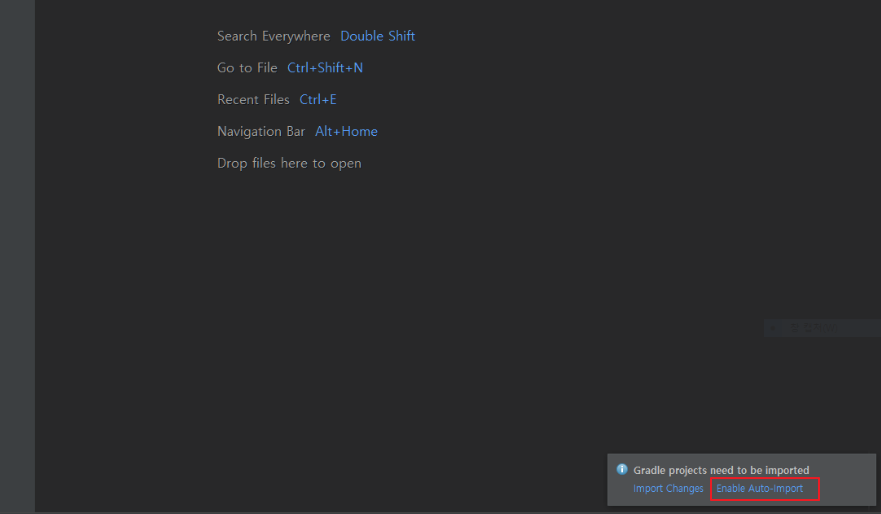 Search Everywhere Double Shift
Go to File Ctrl+Shift+N
Recent Files Ctrl+E
Navigation Bar Alt+Home
Drop files here to open
Gradle projects need to be imported
Import Changes Enable Auto-Import